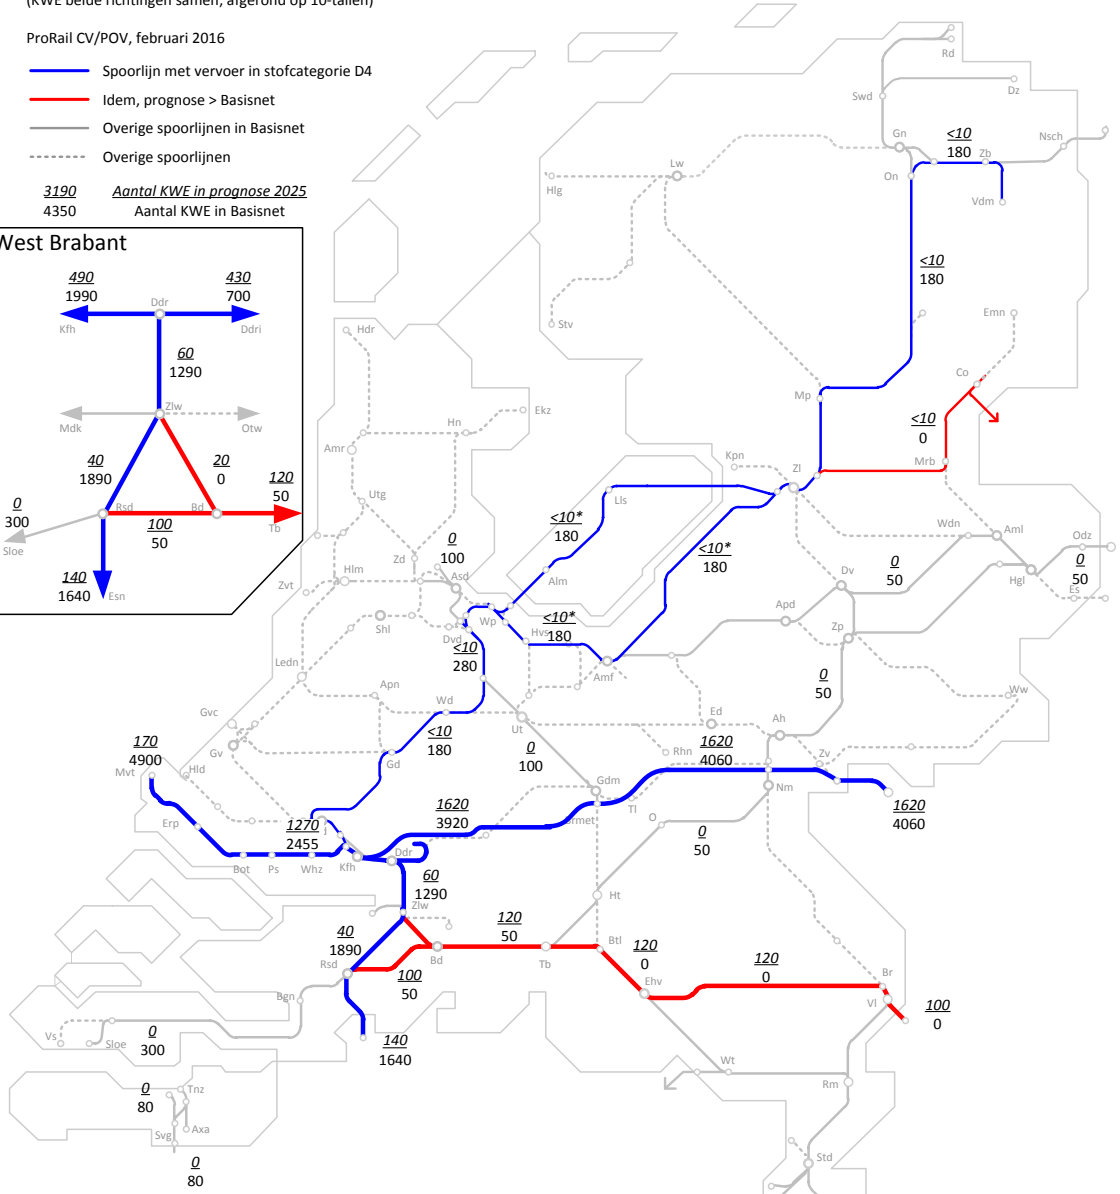 (KWE beide richtingen samen, afgerond op 10-tallen)
ProRail CV/POV, februari 2016
Spoorlijn met vervoer in stofcategorie D4
Idem, prognose > Basisnet
Overige spoorlijnen in Basisnet
Overige spoorlijnen
3190 Aantal KWE in prognose 2025
4350 Aantal KWE in Basisnet
West Brabant
490
1990
430
700
Ddr
Kfh
Ddri
60
1290
Zlw
Mdk
Otw
40
1890
20
0
120
50
0
300
Rsd
Bd
Tb
100
50
Sloe
140
1640
Esn
Rd
Swd
Dz
Gn
<10
180
Zb
Nsch
On
Vdm
Lw
Hlg
<10
180
Stv
Emn
Hdr
Co
Mp
<10
0
Mrb
Ekz
Hn
Amr
Kpn
Zl
Lls
Utg
<10*
180
<10*
180
Wdn
Aml
Odz
0
100
Zd
Asd
Alm
0
50
0
50
Hlm
Zvt
Dv
Hgl
Es
Shl
Wp
Hvs
<10*
180
Apd
Zp
Dvd
<10
280
Ledn
Amf
0
50
Apn
Wd
Ww
Gvc
Ut
Ed
Ah
Gv
<10
180
0
100
Rhn
1620
4060
Zv
170
4900
Mvt
Hld
Gd
Gdm
Nm
1620
4060
Erp
1270
2455
1620
3920
Tl
O
0
50
Bot
Ps
Whz
Kfh
Ddr
60
1290
Ht
Zlw
40
1890
120
50
Rsd
Bd
Tb
Btl
120
0
120
0
100
50
Ehv
Br
Vl
100
0
Bgn
Vs
Sloe
0
300
140
1640
Wt
Rm
0
80
Tnz
Axa
Svg
0
80
Std